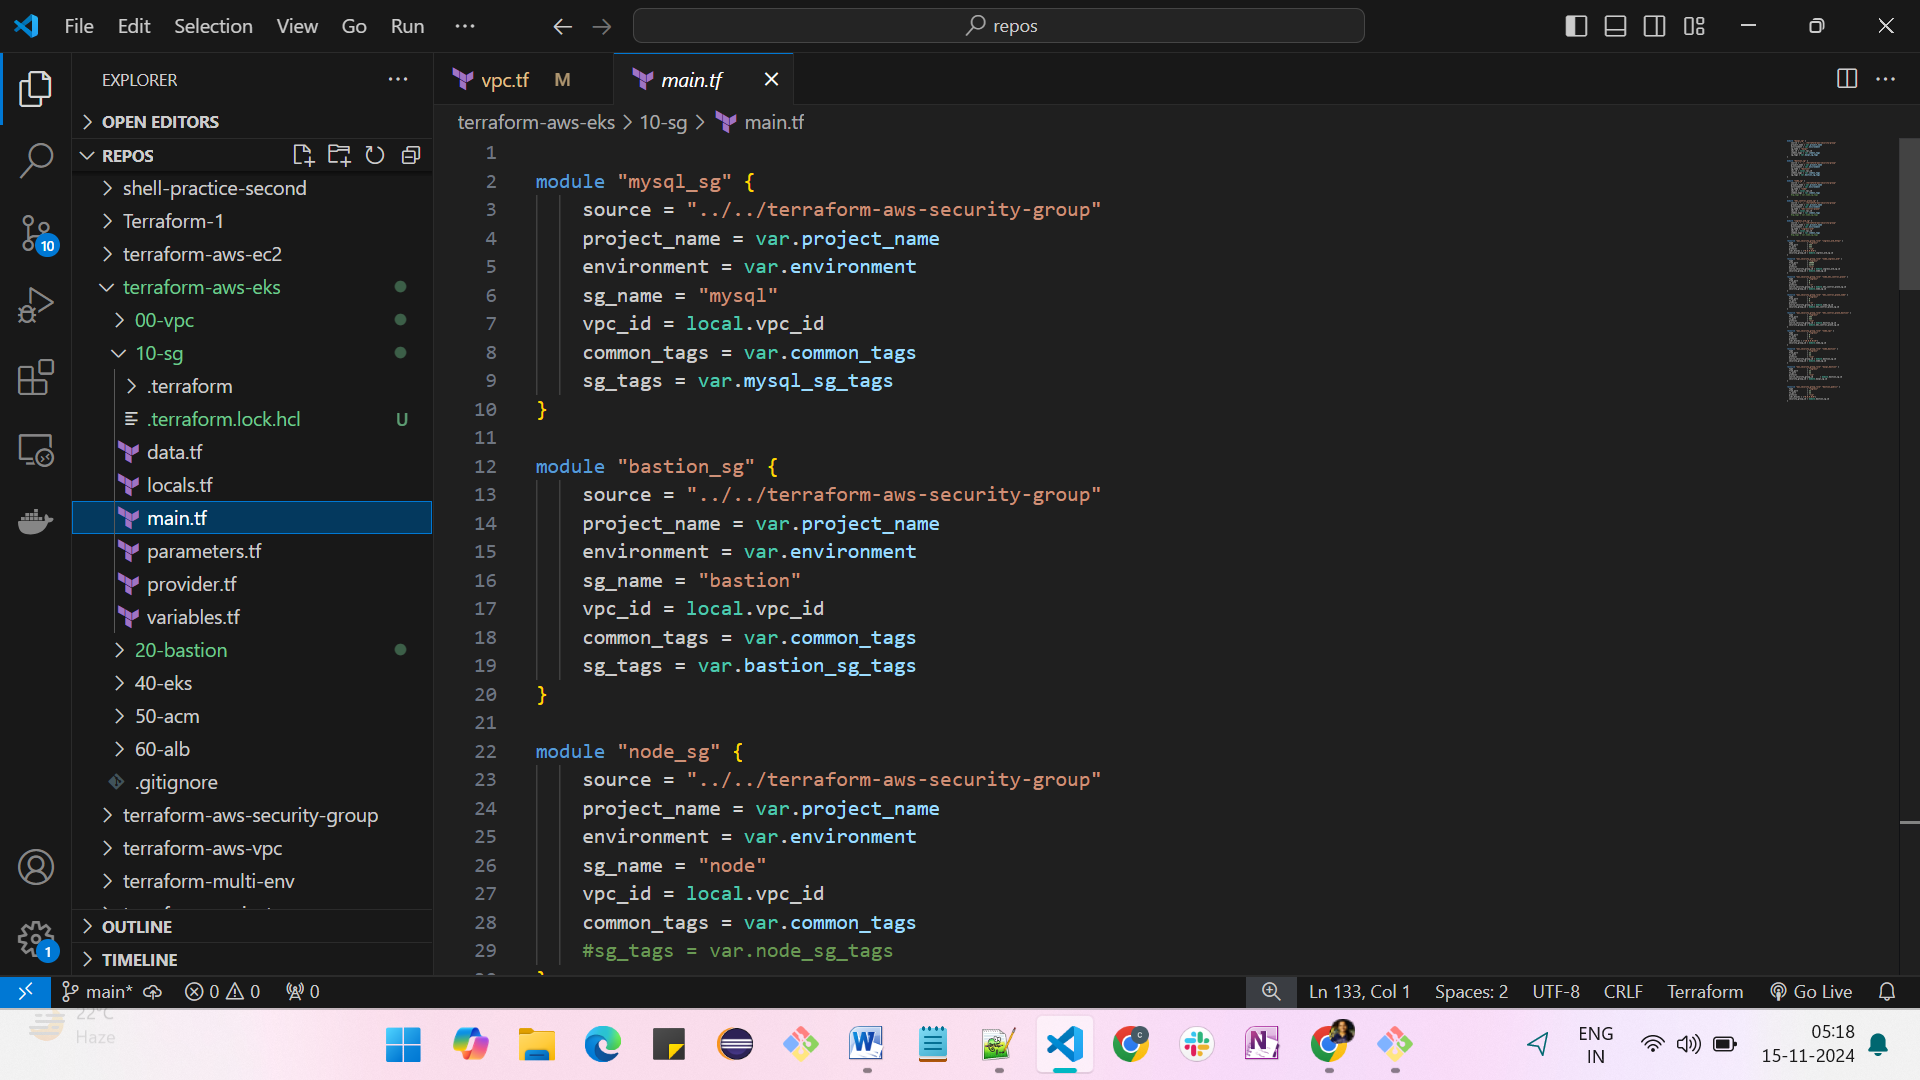 File Edit Selection View Go Run ···
repos
EXPLORER
OPEN EDITORS
REPOS
shell-practice-second
Terraform-1
terraform-aws-ec2
terraform-aws-eks
00-vpc
10-sg
.terraform
.terraform.lock.hcl U
data.tf
locals.tf
main.tf
parameters.tf
provider.tf
variables.tf
20-bastion
40-eks
50-acm
60-alb
.gitignore
terraform-aws-security-group
terraform-aws-vpc
terraform-multi-env
OUTLINE
TIMELINE
10
1
vpc.tf M
main.tf
terraform-aws-eks > 10-sg > main.tf
1
2 module "mysql_sg" {
3 source = "../../terraform-aws-security-group"
4 project_name = var.project_name
5 environment = var.environment
6 sg_name = "mysql"
7 vpc_id = local.vpc_id
8 common_tags = var.common_tags
9 sg_tags = var.mysql_sg_tags
10 }
11
12 module "bastion_sg" {
13 source = "../../terraform-aws-security-group"
14 project_name = var.project_name
15 environment = var.environment
16 sg_name = "bastion"
17 vpc_id = local.vpc_id
18 common_tags = var.common_tags
19 sg_tags = var.bastion_sg_tags
20 }
21
22 module "node_sg" {
23 source = "../../terraform-aws-security-group"
24 project_name = var.project_name
25 environment = var.environment
26 sg_name = "node"
27 vpc_id = local.vpc_id
28 common_tags = var.common_tags
29 #sg_tags = var.node_sg_tags
main* 0 0 0
Ln 133, Col 1 Spaces: 2 UTF-8 CRLF Terraform Go Live
22°C
Haze
ENG
IN
05:18
15-11-2024